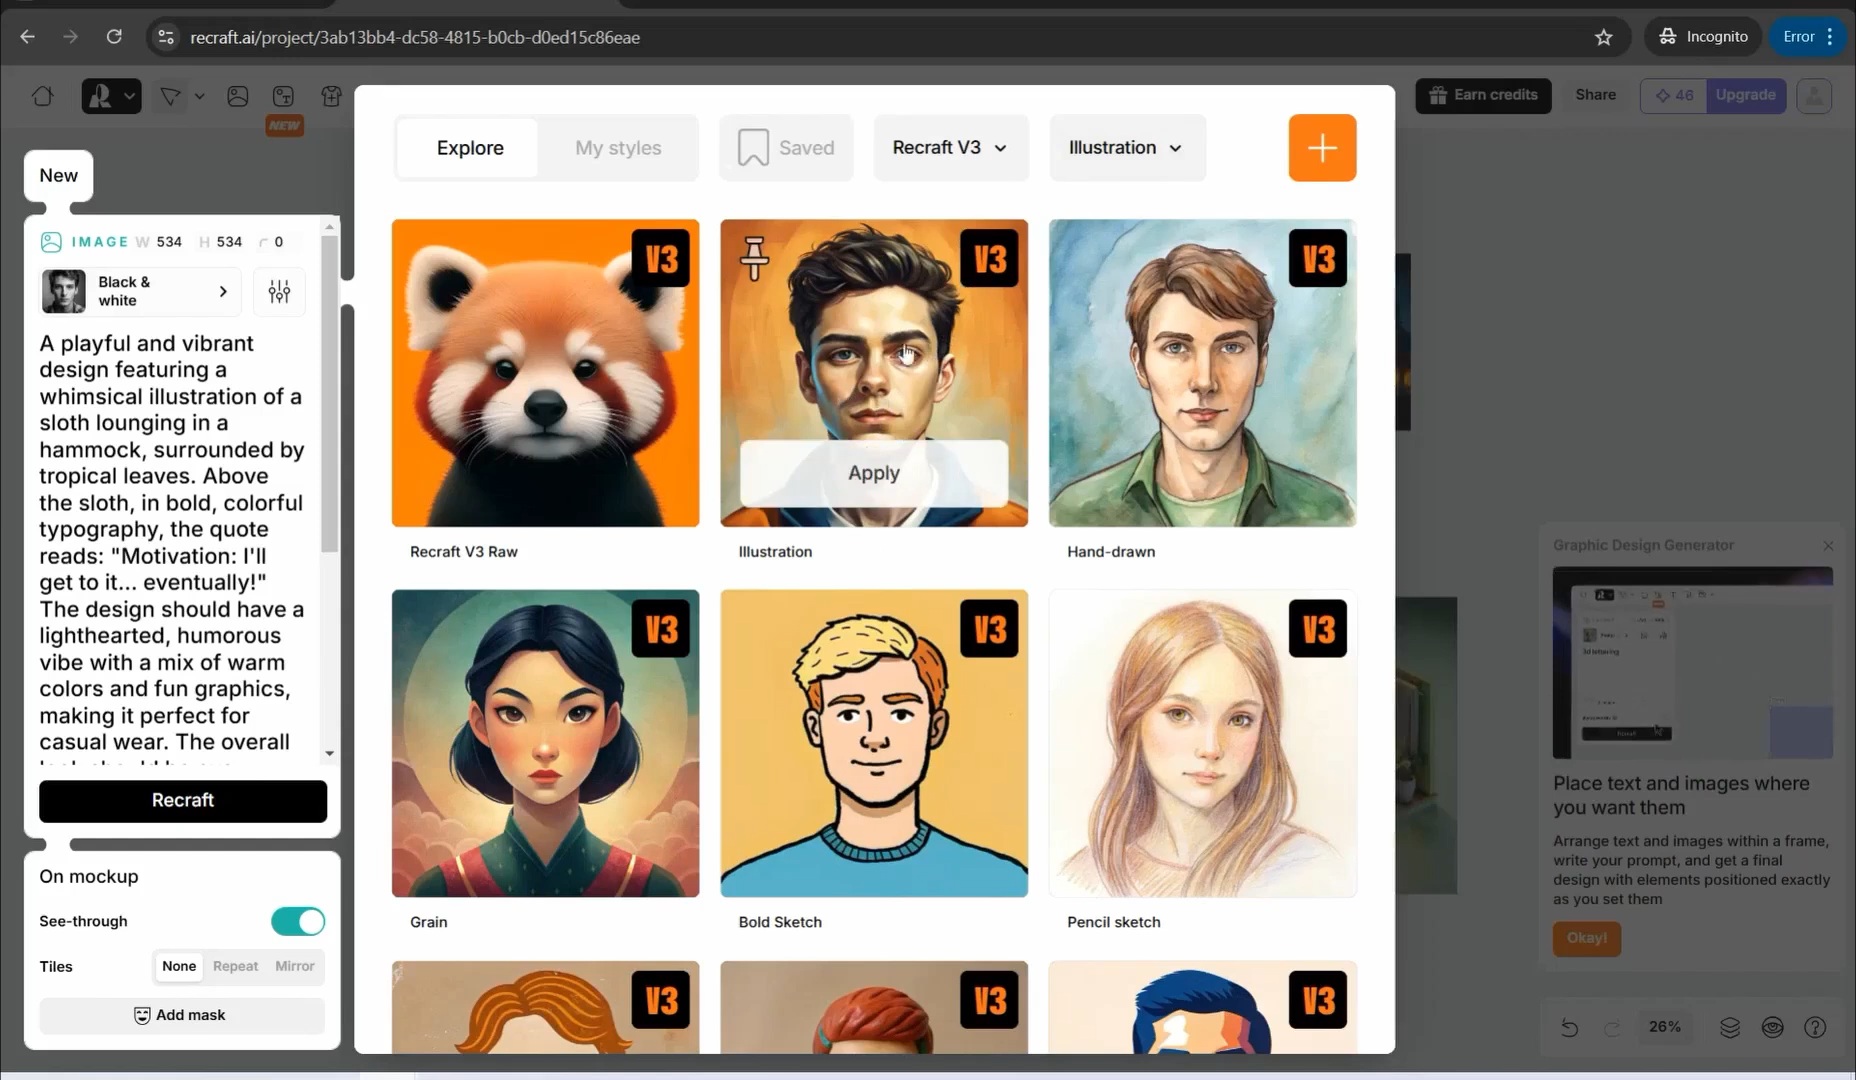 recraft.ai/project/3ab13bb4-dc58-4815-b0cb-d0ed15c86eae
Incognito
Error
NEW
Earn credits
Share
46
Upgrade
New
IMAGE W 534 H 534 0
Black &
white
A playful and vibrant
design featuring a
whimsical illustration of a
sloth lounging in a
hammock, surrounded by
tropical leaves. Above
the sloth, in bold, colorful
typography, the quote
reads: "Motivation: I'll
get to it... eventually!"
The design should have a
lighthearted, humorous
vibe with a mix of warm
colors and fun graphics,
making it perfect for
casual wear. The overall
Recraft
On mockup
See-through
Tiles
None
Repeat
Mirror
Add mask
Explore
My styles
Saved
Recraft V3
Illustration
V3
V3
V3
Apply
Recraft V3 Raw
Illustration
Hand-drawn
V3
V3
V3
Grain
Bold Sketch
Pencil sketch
V3
V3
V3
Graphic Design Generator
Place text and images where
you want them
Arrange text and images within a frame,
write your prompt, and get a final
design with elements positioned exactly
as you set them
Okay!
26%